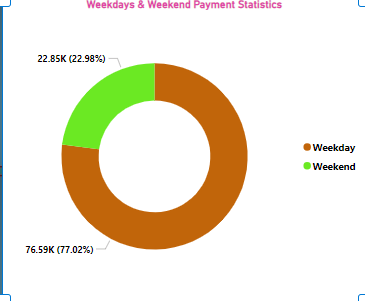 Weekdays & Weekend Payment Statistics
22.85K (22.98%)
Weekday
Weekend
76.59K (77.02%)